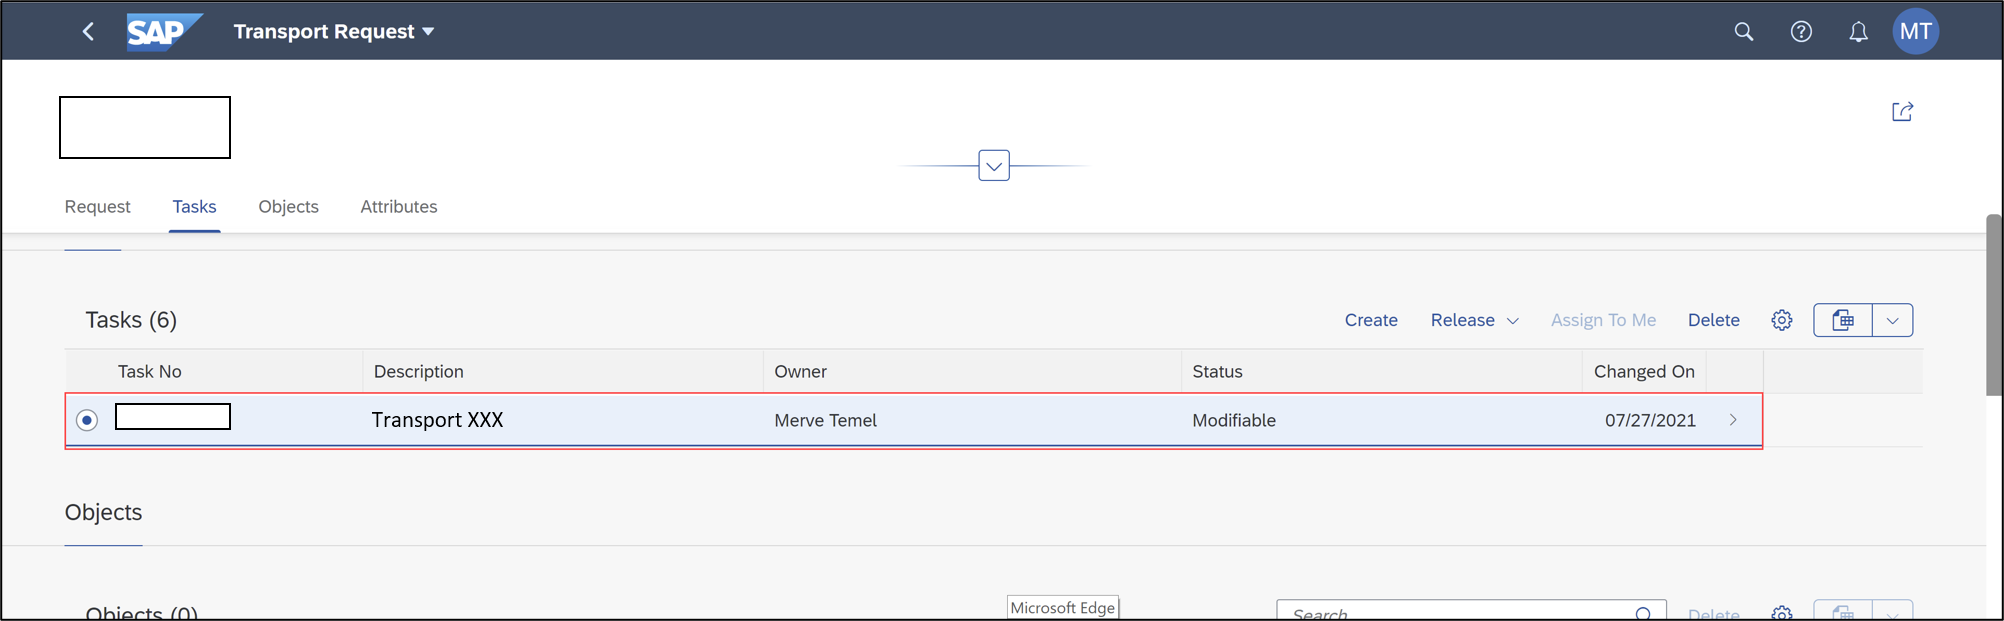 SAP Transport Request MT
Request Tasks Objects Attributes
Tasks (6) Create Release Assign To Me Delete
Task No Description Owner Status Changed On
Transport XXX Merve Temel Modifiable 07/27/2021
Objects
Objects (0) Microsoft Edge Search Delete